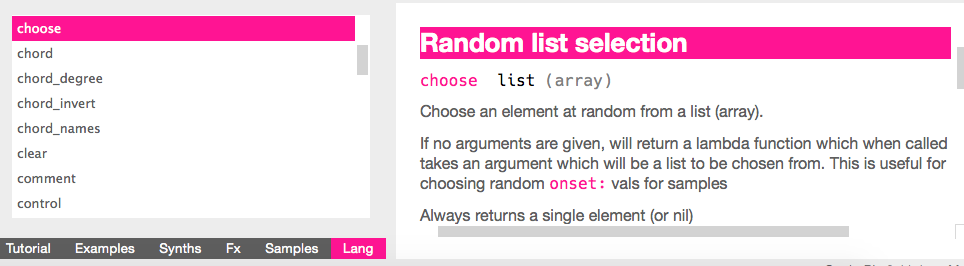 choose
chord
chord_degree
chord_invert
chord_names
clear
comment
control
Tutorial Examples Synths Fx Samples Lang
Random list selection
choose list (array)
Choose an element at random from a list (array).
If no arguments are given, will return a lambda function which when called
takes an argument which will be a list to be chosen from. This is useful for
choosing random onset: vals for samples
Always returns a single element (or nil)